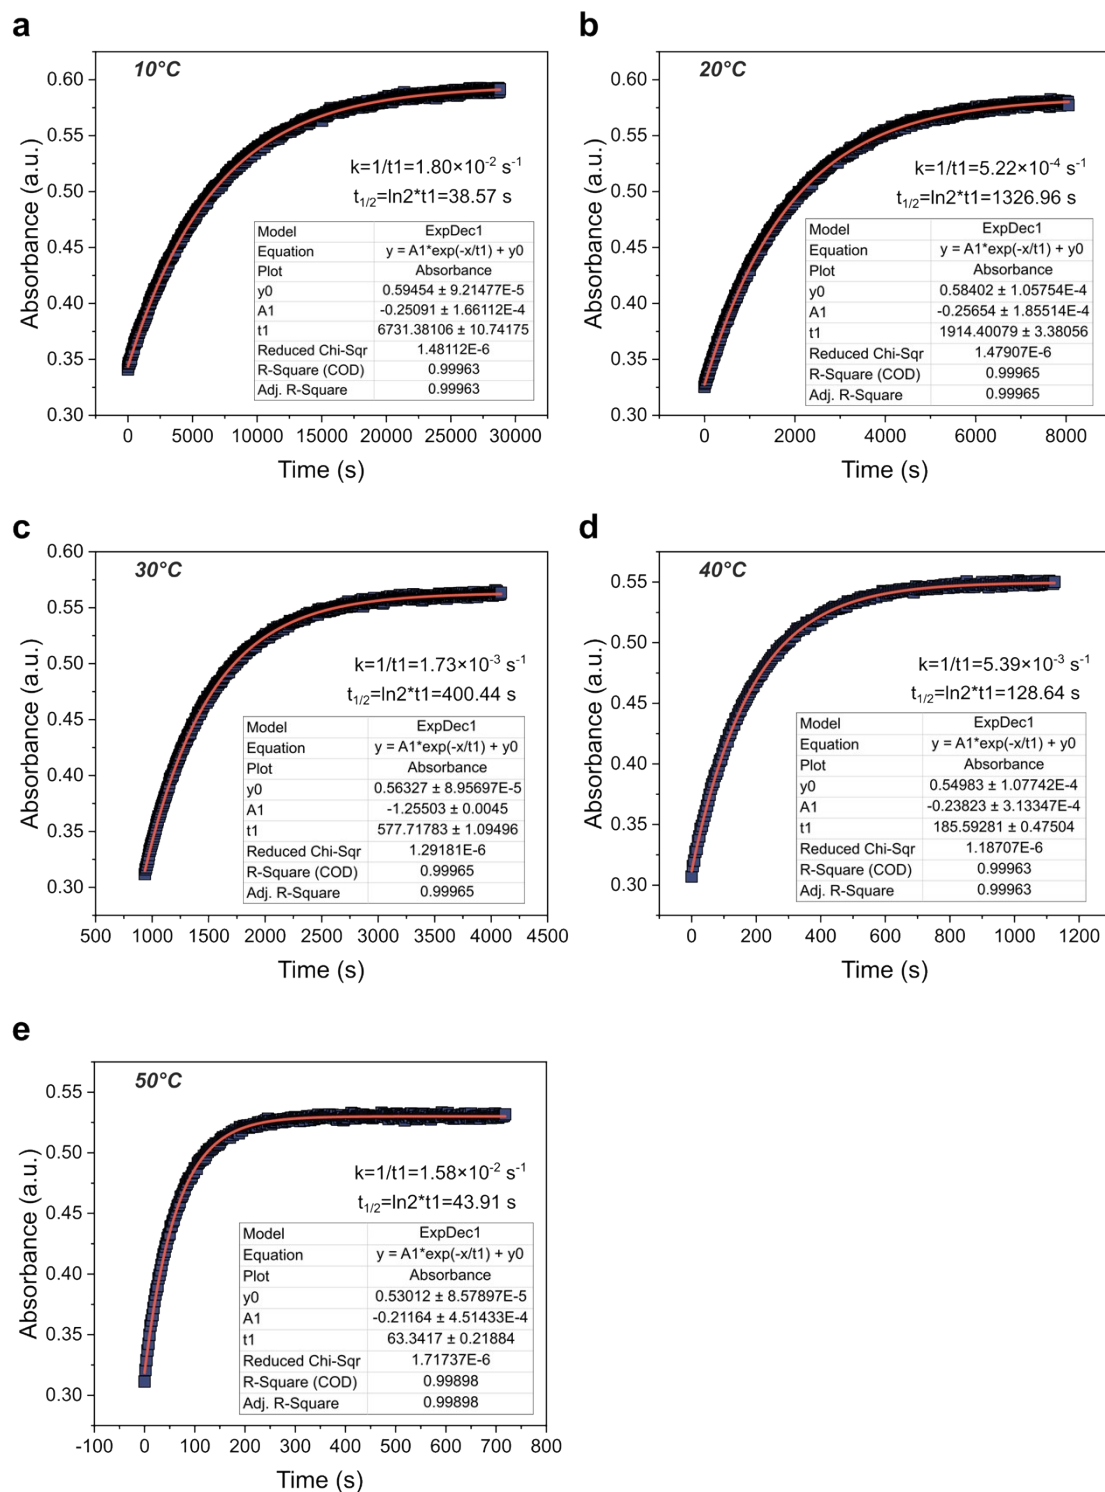 a
10°C
k=1/t1=1.80×10⁻² s⁻¹
t₁/₂=ln2*t1=38.57 s
Model ExpDec1
Equation y = A1*exp(-x/t1) + y0
Plot Absorbance
y0 0.59454 ± 9.21477E-5
A1 -0.25091 ± 1.66112E-4
t1 6731.38106 ± 10.74175
Reduced Chi-Sqr 1.48112E-6
R-Square (COD) 0.99963
Adj. R-Square 0.99963
Absorbance (a.u.)
0.60
0.55
0.50
0.45
0.40
0.35
0.30
0 5000 10000 15000 20000 25000 30000
Time (s)
b
20°C
k=1/t1=5.22×10⁻⁴ s⁻¹
t₁/₂=ln2*t1=1326.96 s
Model ExpDec1
Equation y = A1*exp(-x/t1) + y0
Plot Absorbance
y0 0.58402 ± 1.05754E-4
A1 -0.25654 ± 1.85514E-4
t1 1914.40079 ± 3.38056
Reduced Chi-Sqr 1.47907E-6
R-Square (COD) 0.99965
Adj. R-Square 0.99965
Absorbance (a.u.)
0.60
0.55
0.50
0.45
0.40
0.35
0.30
0 2000 4000 6000 8000
Time (s)
c
30°C
k=1/t1=1.73×10⁻³ s⁻¹
t₁/₂=ln2*t1=400.44 s
Model ExpDec1
Equation y = A1*exp(-x/t1) + y0
Plot Absorbance
y0 0.56327 ± 8.95697E-5
A1 -1.25503 ± 0.0045
t1 577.71783 ± 1.09496
Reduced Chi-Sqr 1.29181E-6
R-Square (COD) 0.99965
Adj. R-Square 0.99965
Absorbance (a.u.)
0.60
0.55
0.50
0.45
0.40
0.35
0.30
500 1000 1500 2000 2500 3000 3500 4000 4500
Time (s)
d
40°C
k=1/t1=5.39×10⁻³ s⁻¹
t₁/₂=ln2*t1=128.64 s
Model ExpDec1
Equation y = A1*exp(-x/t1) + y0
Plot Absorbance
y0 0.54983 ± 1.07742E-4
A1 -0.23823 ± 3.13347E-4
t1 185.59281 ± 0.47504
Reduced Chi-Sqr 1.18707E-6
R-Square (COD) 0.99963
Adj. R-Square 0.99963
Absorbance (a.u.)
0.55
0.50
0.45
0.40
0.35
0.30
0 200 400 600 800 1000 1200
Time (s)
e
50°C
k=1/t1=1.58×10⁻² s⁻¹
t₁/₂=ln2*t1=43.91 s
Model ExpDec1
Equation y = A1*exp(-x/t1) + y0
Plot Absorbance
y0 0.53012 ± 8.57897E-5
A1 -0.21164 ± 4.51433E-4
t1 63.3417 ± 0.21884
Reduced Chi-Sqr 1.71737E-6
R-Square (COD) 0.99898
Adj. R-Square 0.99898
Absorbance (a.u.)
0.55
0.50
0.45
0.40
0.35
0.30
-100 0 100 200 300 400 500 600 700 800
Time (s)